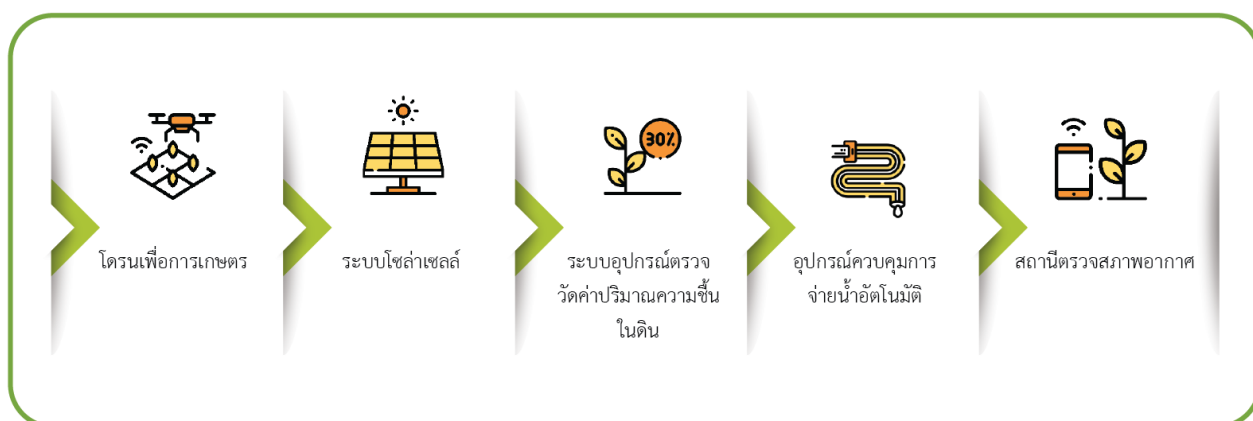 โดรนเพื่อการเกษตร
ระบบโซล่าเซลล์
30%
ระบบอุปกรณ์ตรวจ
วัดค่าปริมาณความชื้น
ในดิน
อุปกรณ์ควบคุมการ
จ่ายน้ำอัตโนมัติ
สถานีตรวจสภาพอากาศ